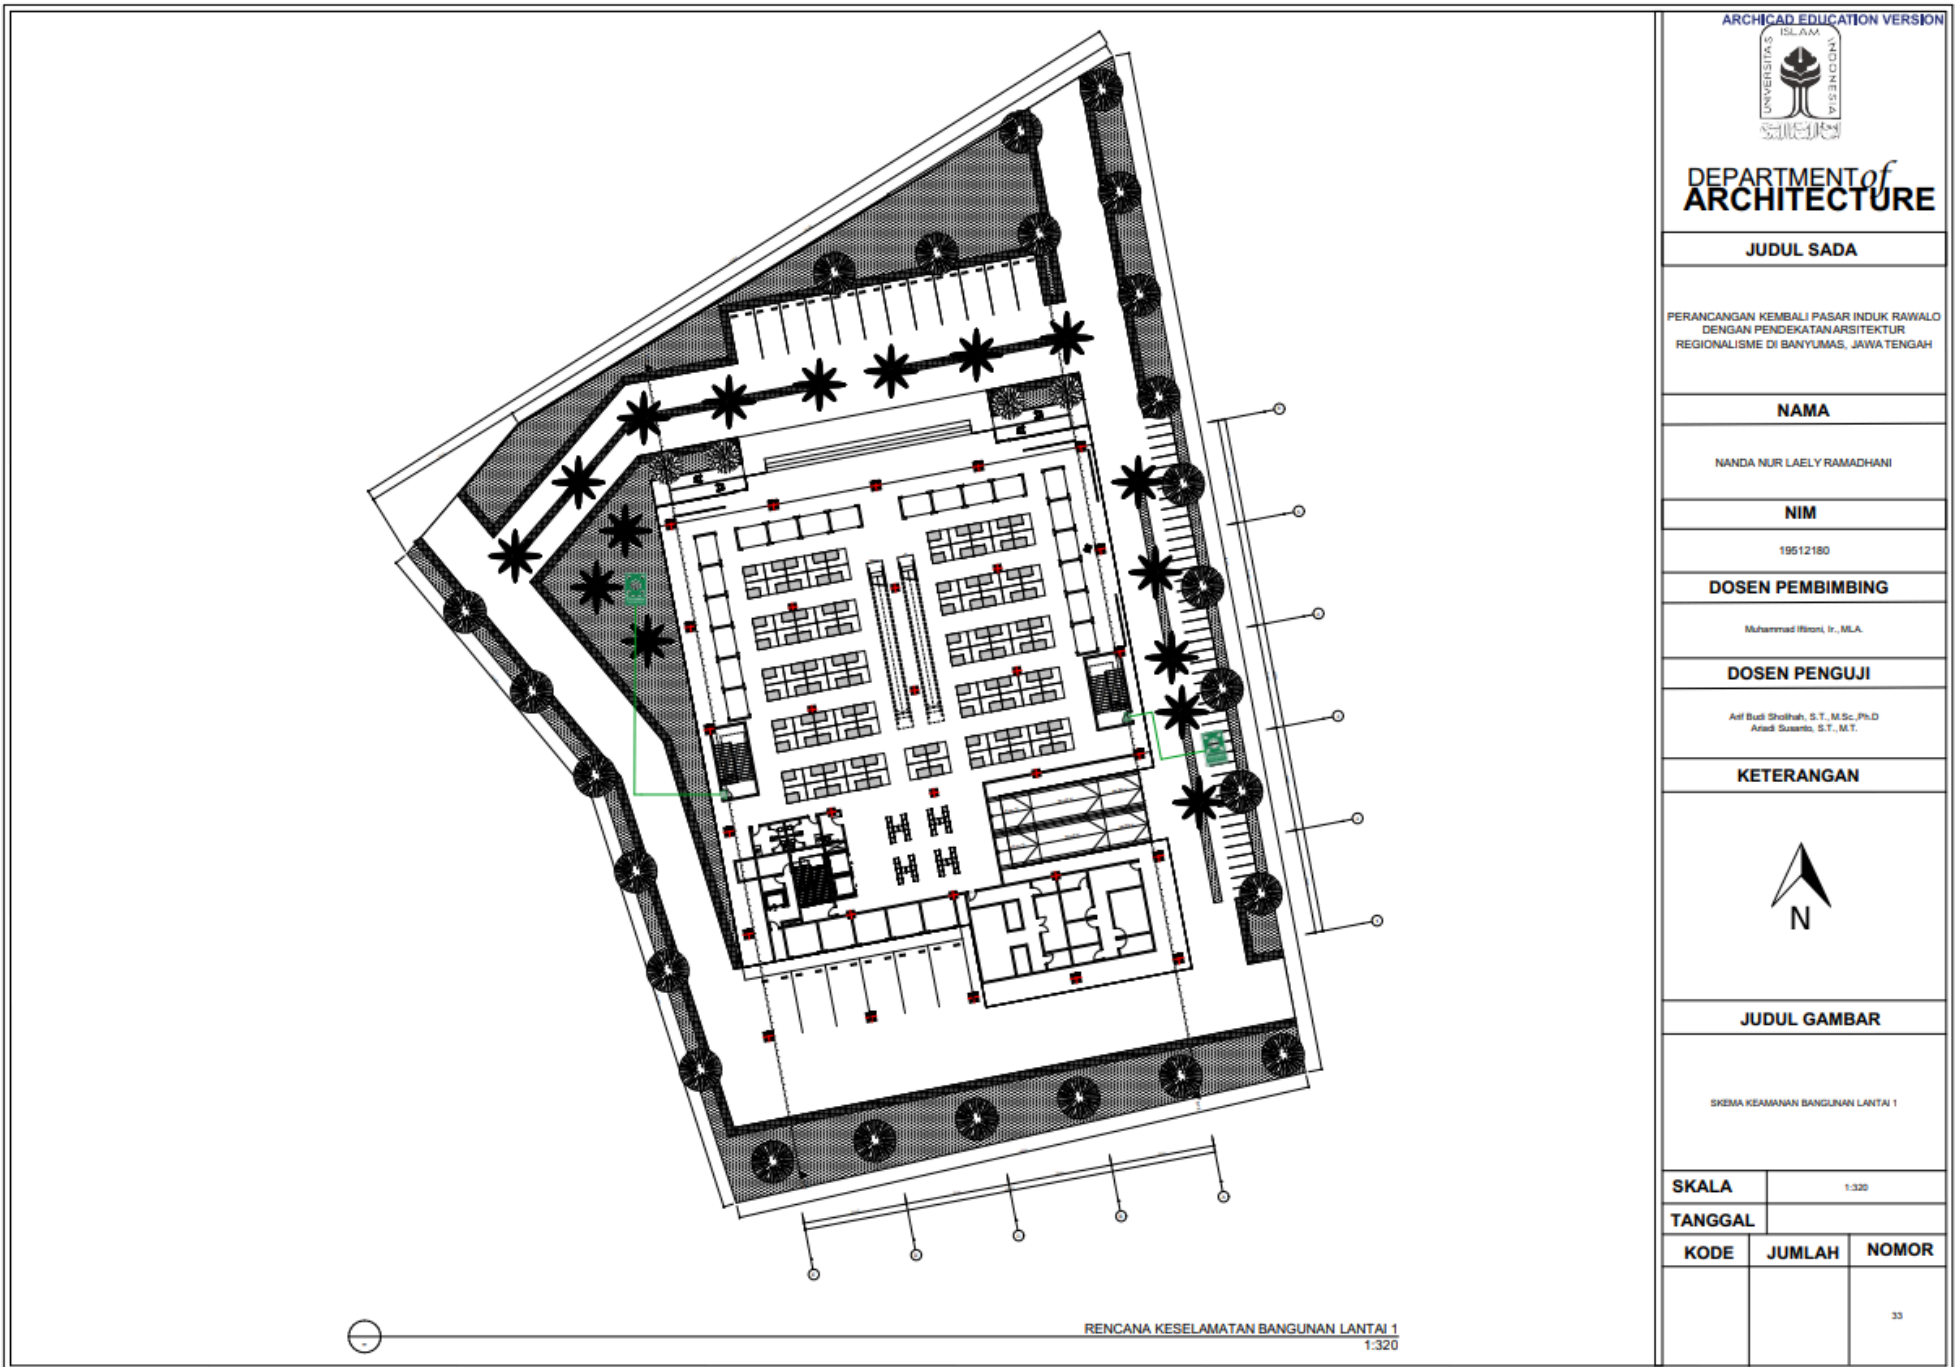 ARCHICAD EDUCATION VERSION
UNIVERSITAS ISLAM INDONESIA
DEPARTMENT of
ARCHITECTURE
JUDUL SADA
PERANCANGAN KEMBALI PASAR INDUK RAWALO
DENGAN PENDEKATAN ARSITEKTUR
REGIONALISME DI BANYUMAS, JAWA TENGAH
NAMA
NANDA NUR LAELY RAMADHANI
NIM
19512180
DOSEN PEMBIMBING
Muhammad Iftironi, Ir., MLA.
DOSEN PENGUJI
Arif Budi Sholihah, S.T., M.Sc.,Ph.D
Ariadi Susanto, S.T., M.T.
KETERANGAN
N
JUDUL GAMBAR
SKEMA KEAMANAN BANGUNAN LANTAI 1
SKALA 1:320
TANGGAL
KODE JUMLAH NOMOR
33
RENCANA KESELAMATAN BANGUNAN LANTAI 1
1:320